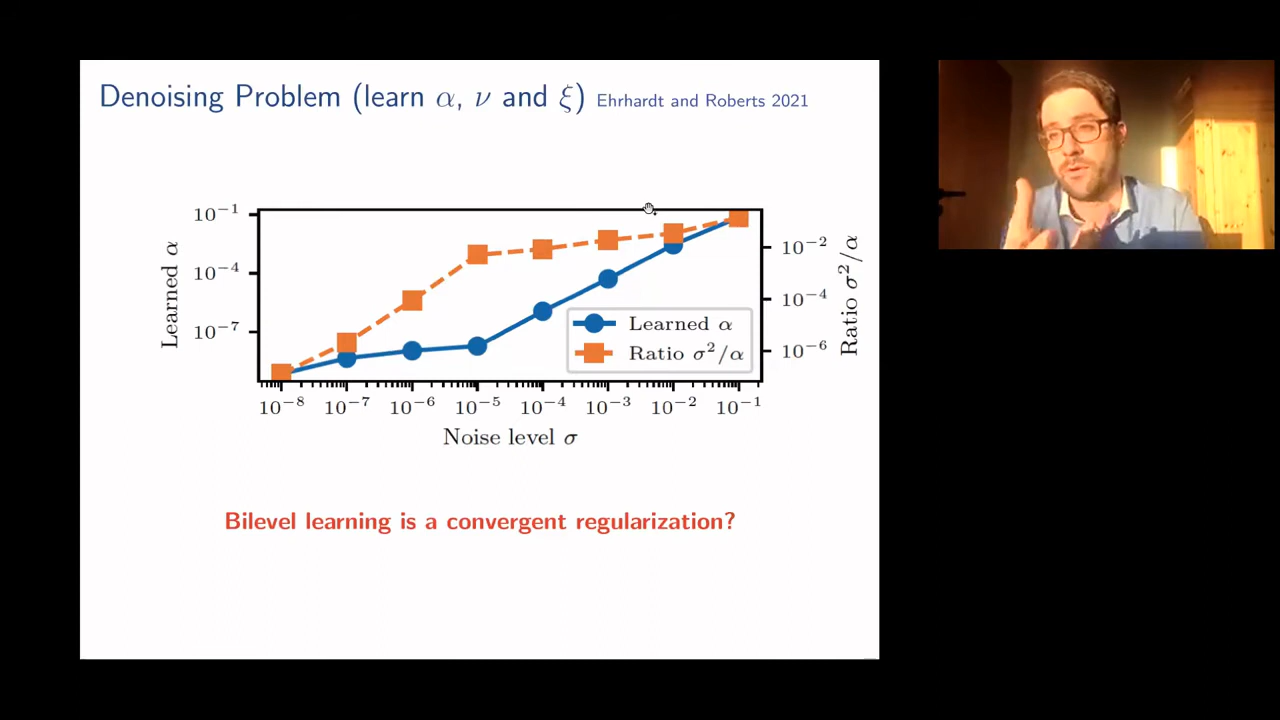 Denoising Problem (learn α, ν and ξ) Ehrhardt and Roberts 2021
10⁻¹
10⁻⁴
10⁻⁷
Learned α
10⁻²
10⁻⁴
10⁻⁶
Ratio σ²/α
Learned α
Ratio σ²/α
10⁻⁸ 10⁻⁷ 10⁻⁶ 10⁻⁵ 10⁻⁴ 10⁻³ 10⁻² 10⁻¹
Noise level σ
Bilevel learning is a convergent regularization?